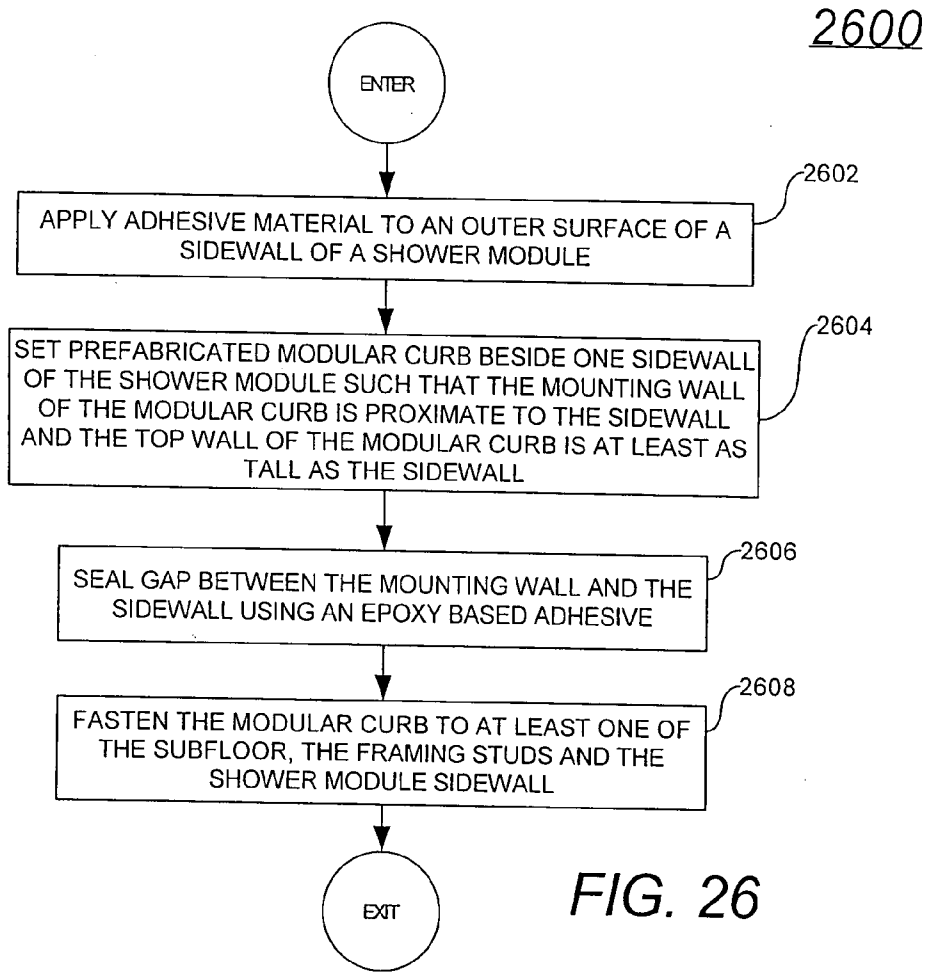 2600
ENTER
2602
APPLY ADHESIVE MATERIAL TO AN OUTER SURFACE OF A
SIDEWALL OF A SHOWER MODULE
2604
SET PREFABRICATED MODULAR CURB BESIDE ONE SIDEWALL
OF THE SHOWER MODULE SUCH THAT THE MOUNTING WALL
OF THE MODULAR CURB IS PROXIMATE TO THE SIDEWALL
AND THE TOP WALL OF THE MODULAR CURB IS AT LEAST AS
TALL AS THE SIDEWALL
2606
SEAL GAP BETWEEN THE MOUNTING WALL AND THE
SIDEWALL USING AN EPOXY BASED ADHESIVE
2608
FASTEN THE MODULAR CURB TO AT LEAST ONE OF
THE SUBFLOOR, THE FRAMING STUDS AND THE
SHOWER MODULE SIDEWALL
EXIT
FIG. 26